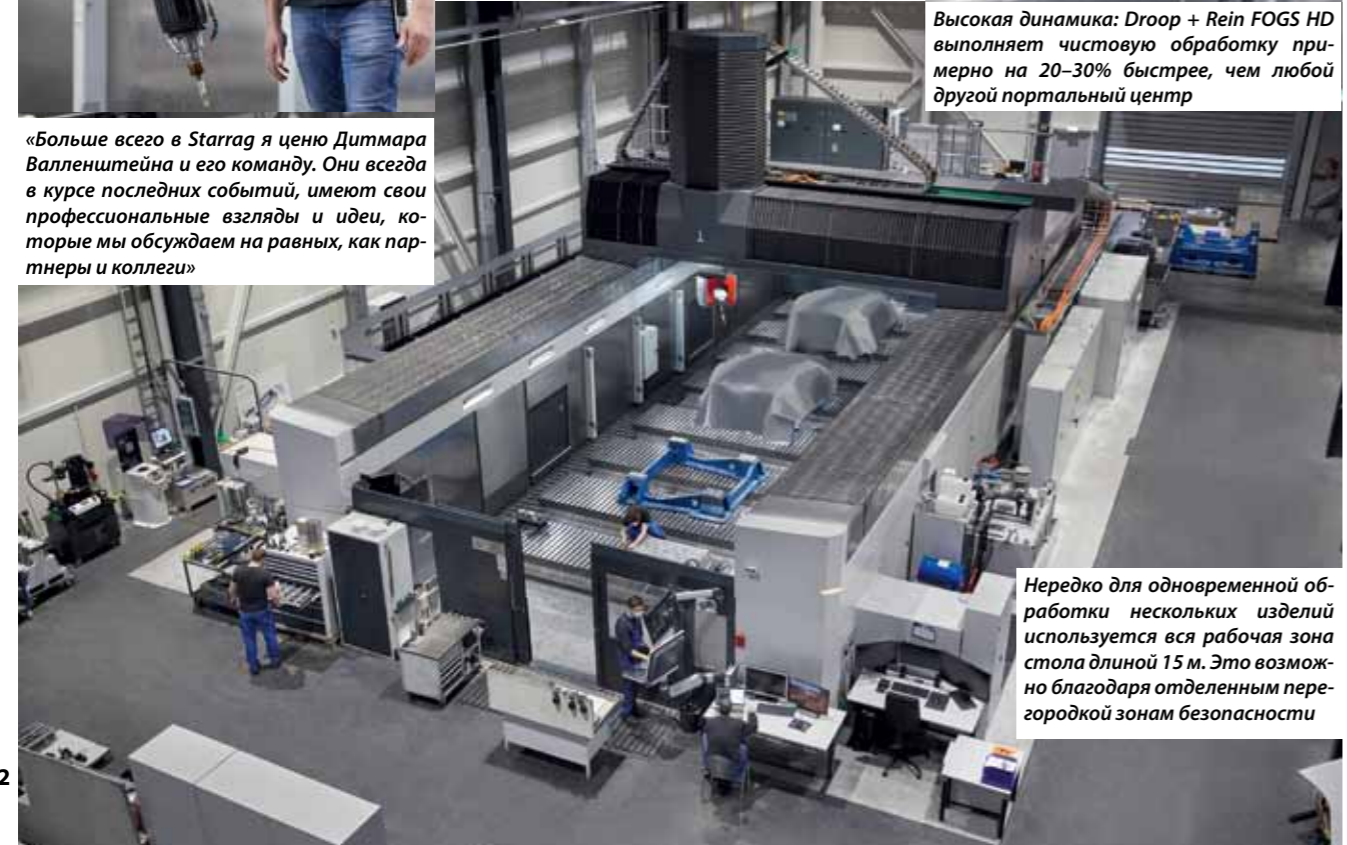 Высокая динамика: Droop + Rein FOGS HD
выполняет чистовую обработку при-
мерно на 20–30% быстрее, чем любой
другой портальный центр
«Больше всего в Starrag я ценю Дитмара
Валленштейна и его команду. Они всегда
в курсе последних событий, имеют свои
профессиональные взгляды и идеи, ко-
торые мы обсуждаем на равных, как пар-
тнеры и коллеги»
Нередко для одновременной об-
работки нескольких изделий
используется вся рабочая зона
стола длиной 15 м. Это возмож-
но благодаря отделенным пере-
городкой зонам безопасности
2